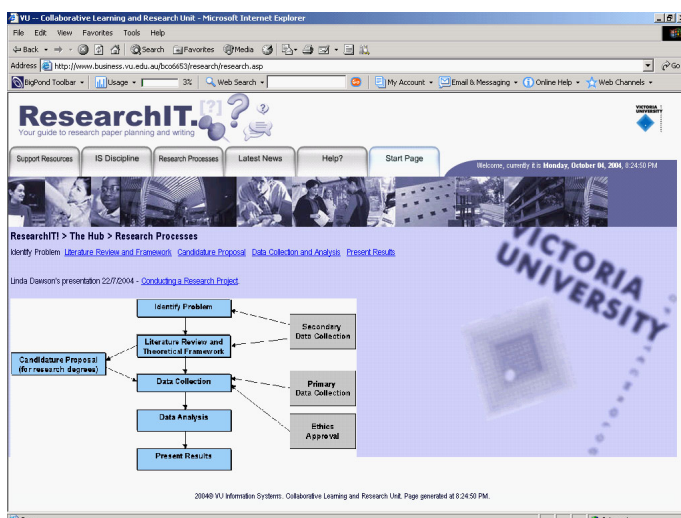 VU -- Collaborative Learning and Research Unit - Microsoft Internet Explorer
File Edit View Favorites Tools Help
Back Search Favorites Media
Address http://www.business.vu.edu.au/bco6653/research/research.asp Go
BigPond Toolbar Usage 3% Web Search My Account Email & Messaging Online Help Web Channels
ResearchIT. [?] ? ?
Your guide to research paper planning and writing
VICTORIA UNIVERSITY
Support Resources IS Discipline Research Processes Latest News Help? Start Page
Welcome, currently it is Monday, October 04, 2004, 8:24:50 PM
ResearchIT! > The Hub > Research Processes
Identify Problem Literature Review and Framework Candidature Proposal Data Collection and Analysis Present Results
Linda Dawson's presentation 22/7/2004 - Conducting a Research Project.
VICTORIA
UNIVERSITY
Identify Problem
Secondary
Data Collection
Literature Review and
Theoretical Framework
Candidature Proposal
(for research degrees)
Data Collection
Primary
Data Collection
Data Analysis
Ethics
Approval
Present Results
2004© VU Information Systems. Collaborative Learning and Research Unit. Page generated at 8:24:50 PM.